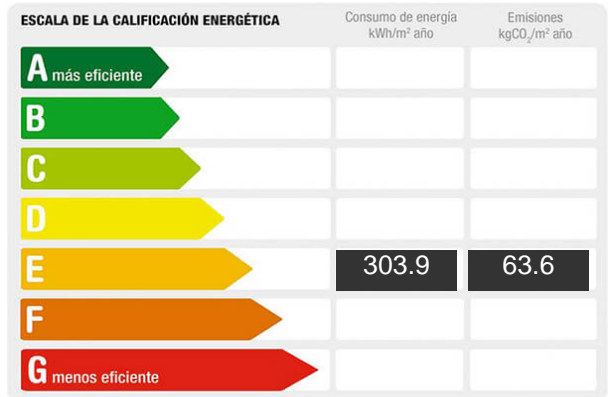 ESCALA DE LA CALIFICACIÓN ENERGÉTICA
Consumo de energía
kWh/m² año
Emisiones
kgCO₂/m² año
A más eficiente
B
C
D
E 303.9 63.6
F
G menos eficiente